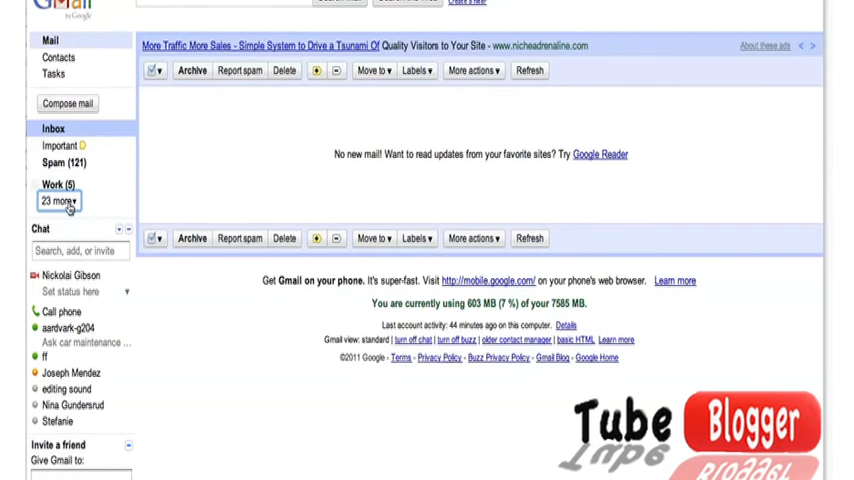 GMail
by Google
Create a filter
Mail
Contacts
Tasks
Compose mail
Inbox
Important
Spam (121)
Work (5)
23 more▾
Chat
Search, add, or invite
Nickolai Gibson
Set status here
Call phone
aardvark-g204
Ask car maintenance ...
ff
Joseph Mendez
editing sound
Nina Gundersrud
Stefanie
Invite a friend
Give Gmail to:
More Traffic More Sales - Simple System to Drive a Tsunami Of Quality Visitors to Your Site - www.nicheadrenaline.com
About these ads < >
Archive Report spam Delete Move to ▾ Labels ▾ More actions ▾ Refresh
No new mail! Want to read updates from your favorite sites? Try Google Reader
Archive Report spam Delete Move to ▾ Labels ▾ More actions ▾ Refresh
Get Gmail on your phone. It's super-fast. Visit http://mobile.google.com/ on your phone's web browser. Learn more
You are currently using 603 MB (7 %) of your 7585 MB.
Last account activity: 44 minutes ago on this computer. Details
Gmail view: standard | turn off chat | turn off buzz | older contact manager | basic HTML Learn more
©2011 Google - Terms - Privacy Policy - Buzz Privacy Policy - Gmail Blog - Google Home
Tube Blogger